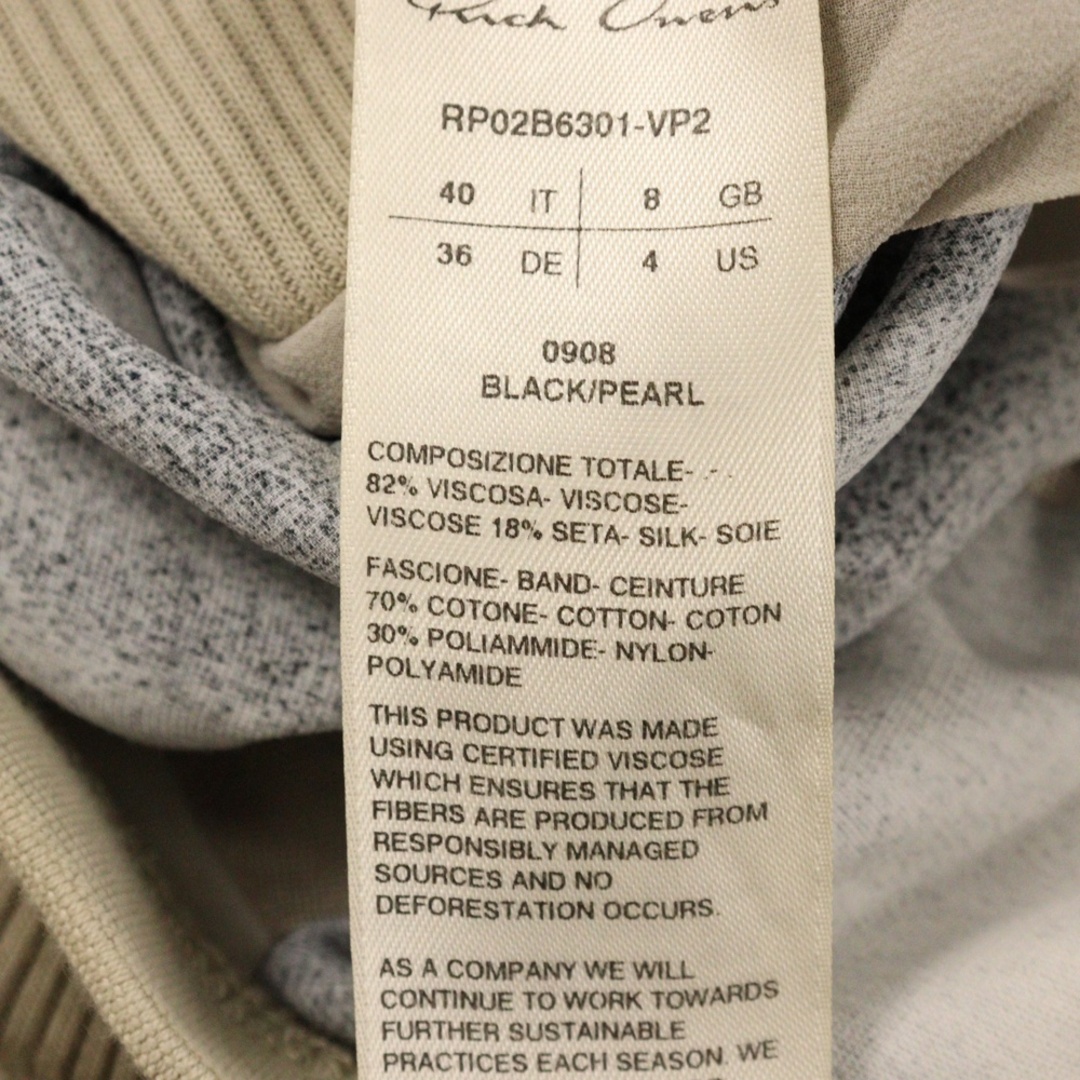 Rick Owens
RP02B6301-VP2
40 IT 8 GB
36 DE 4 US
0908
BLACK/PEARL
COMPOSIZIONE TOTALE- .-.
82% VISCOSA- VISCOSE-
VISCOSE 18% SETA- SILK- SOIE
FASCIONE- BAND- CEINTURE
70% COTONE- COTTON- COTON
30% POLIAMMIDE- NYLON-
POLYAMIDE
THIS PRODUCT WAS MADE
USING CERTIFIED VISCOSE
WHICH ENSURES THAT THE
FIBERS ARE PRODUCED FROM
RESPONSIBLY MANAGED
SOURCES AND NO
DEFORESTATION OCCURS.
AS A COMPANY WE WILL
CONTINUE TO WORK TOWARDS
FURTHER SUSTAINABLE
PRACTICES EACH SEASON. WE